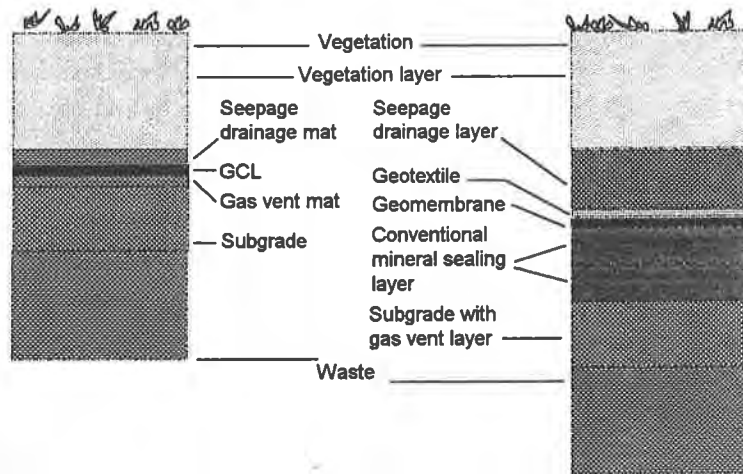 Vegetation
Vegetation layer
Seepage
drainage mat
GCL
Gas vent mat
Subgrade
Seepage
drainage layer
Geotextile
Geomembrane
Conventional
mineral sealing
layer
Subgrade with
gas vent layer
Waste